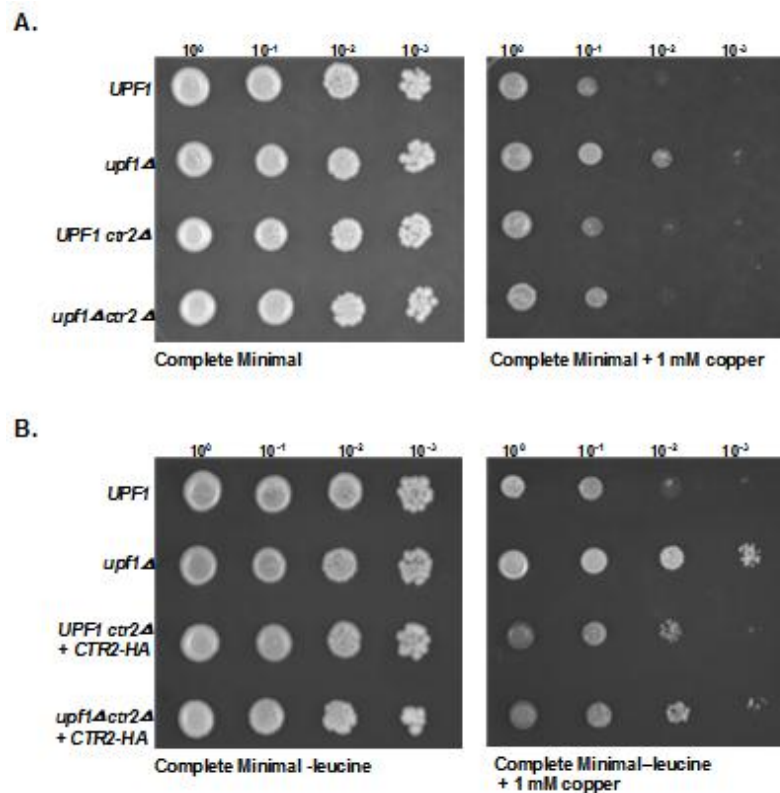 A.
10⁰ 10⁻¹ 10⁻² 10⁻³ 10⁰ 10⁻¹ 10⁻² 10⁻³
UPF1
upf1Δ
UPF1 ctr2Δ
upf1Δctr2Δ
Complete Minimal Complete Minimal + 1 mM copper
B.
10⁰ 10⁻¹ 10⁻² 10⁻³ 10⁰ 10⁻¹ 10⁻² 10⁻³
UPF1
upf1Δ
UPF1 ctr2Δ
+ CTR2-HA
upf1Δctr2Δ
+ CTR2-HA
Complete Minimal -leucine Complete Minimal–leucine
+ 1 mM copper